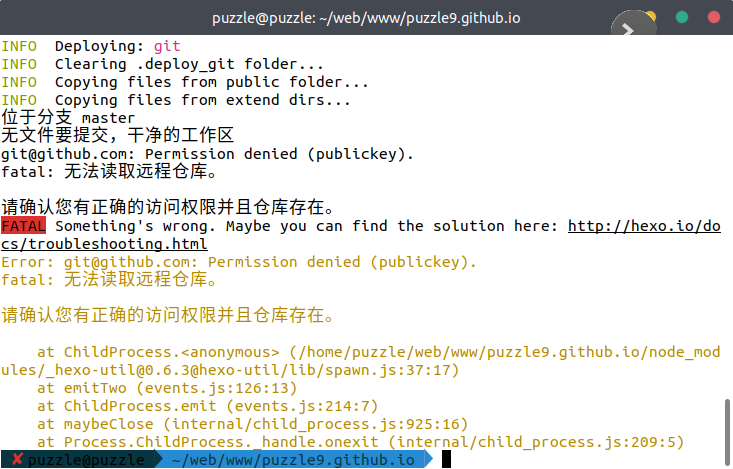 puzzle@puzzle: ~/web/www/puzzle9.github.io
INFO  Deploying: git
INFO  Clearing .deploy_git folder...
INFO  Copying files from public folder...
INFO  Copying files from extend dirs...
位于分支 master
无文件要提交，干净的工作区
git@github.com: Permission denied (publickey).
fatal: 无法读取远程仓库。

请确认您有正确的访问权限并且仓库存在。
FATAL Something's wrong. Maybe you can find the solution here: http://hexo.io/do
cs/troubleshooting.html
Error: git@github.com: Permission denied (publickey).
fatal: 无法读取远程仓库。

请确认您有正确的访问权限并且仓库存在。

    at ChildProcess.<anonymous> (/home/puzzle/web/www/puzzle9.github.io/node_mod
ules/_hexo-util@0.6.3@hexo-util/lib/spawn.js:37:17)
    at emitTwo (events.js:126:13)
    at ChildProcess.emit (events.js:214:7)
    at maybeClose (internal/child_process.js:925:16)
    at Process.ChildProcess._handle.onexit (internal/child_process.js:209:5)
✘ puzzle@puzzle  ~/web/www/puzzle9.github.io